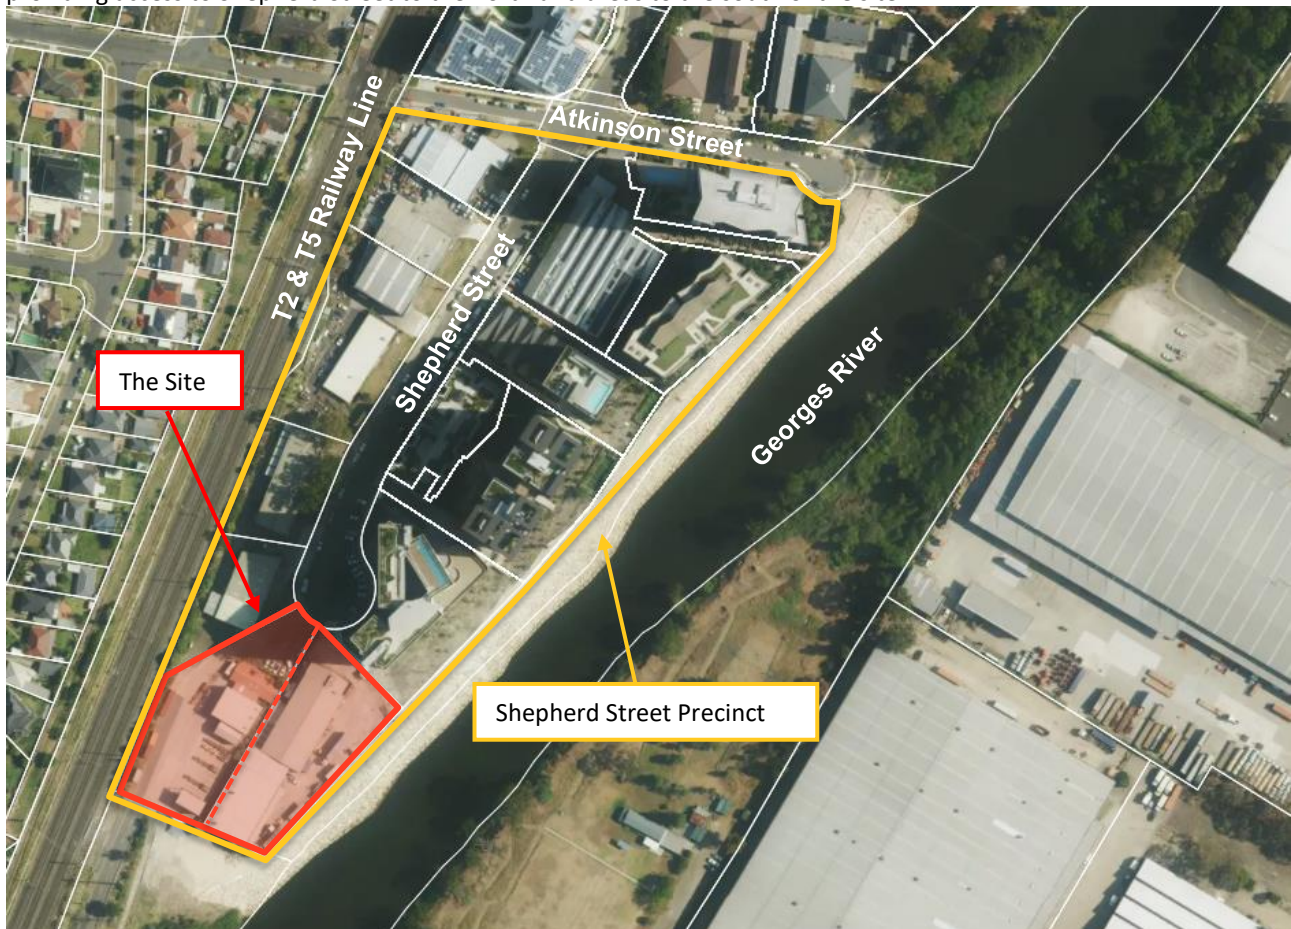 Atkinson Street
T2 & T5 Railway Line
Shepherd Street
The Site
Georges River
Shepherd Street Precinct